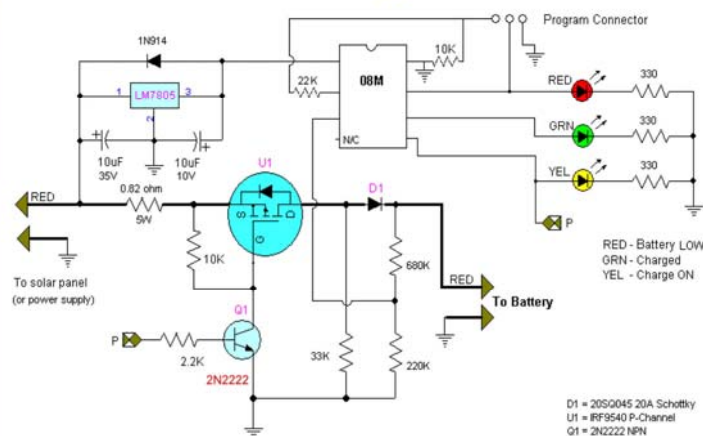 Program Connector
1N914
10K
22K
08M
RED
330
LM7805
1
3
2
GRN
330
N/C
10uF
35V
10uF
10V
U1
YEL
330
D1
RED
0.82 ohm
5W
S
D
G
P
RED - Battery LOW
GRN - Charged
YEL - Charge ON
To solar panel
(or power supply)
10K
680K
RED
To Battery
Q1
P
2.2K
33K
220K
2N2222
D1 = 20SQ045 20A Schottky
U1 = IRF9540 P-Channel
Q1 = 2N2222 NPN